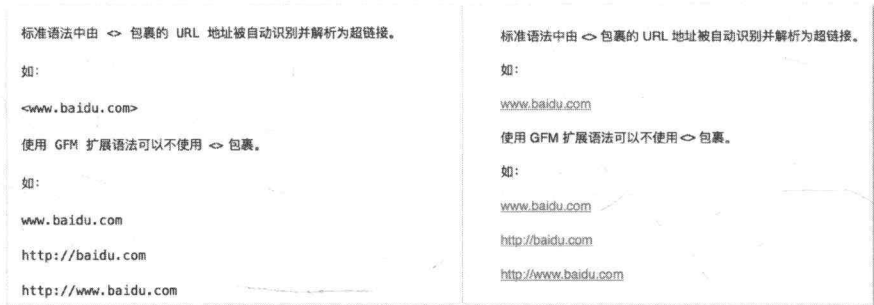 标准语法中由 <> 包裹的 URL 地址被自动识别并解析为超链接。
如：
<www.baidu.com>
使用 GFM 扩展语法可以不使用 <> 包裹。
如：
www.baidu.com
http://baidu.com
http://www.baidu.com
标准语法中由 <> 包裹的 URL 地址被自动识别并解析为超链接。
如：
www.baidu.com
使用 GFM 扩展语法可以不使用 <> 包裹。
如：
www.baidu.com
http://baidu.com
http://www.baidu.com